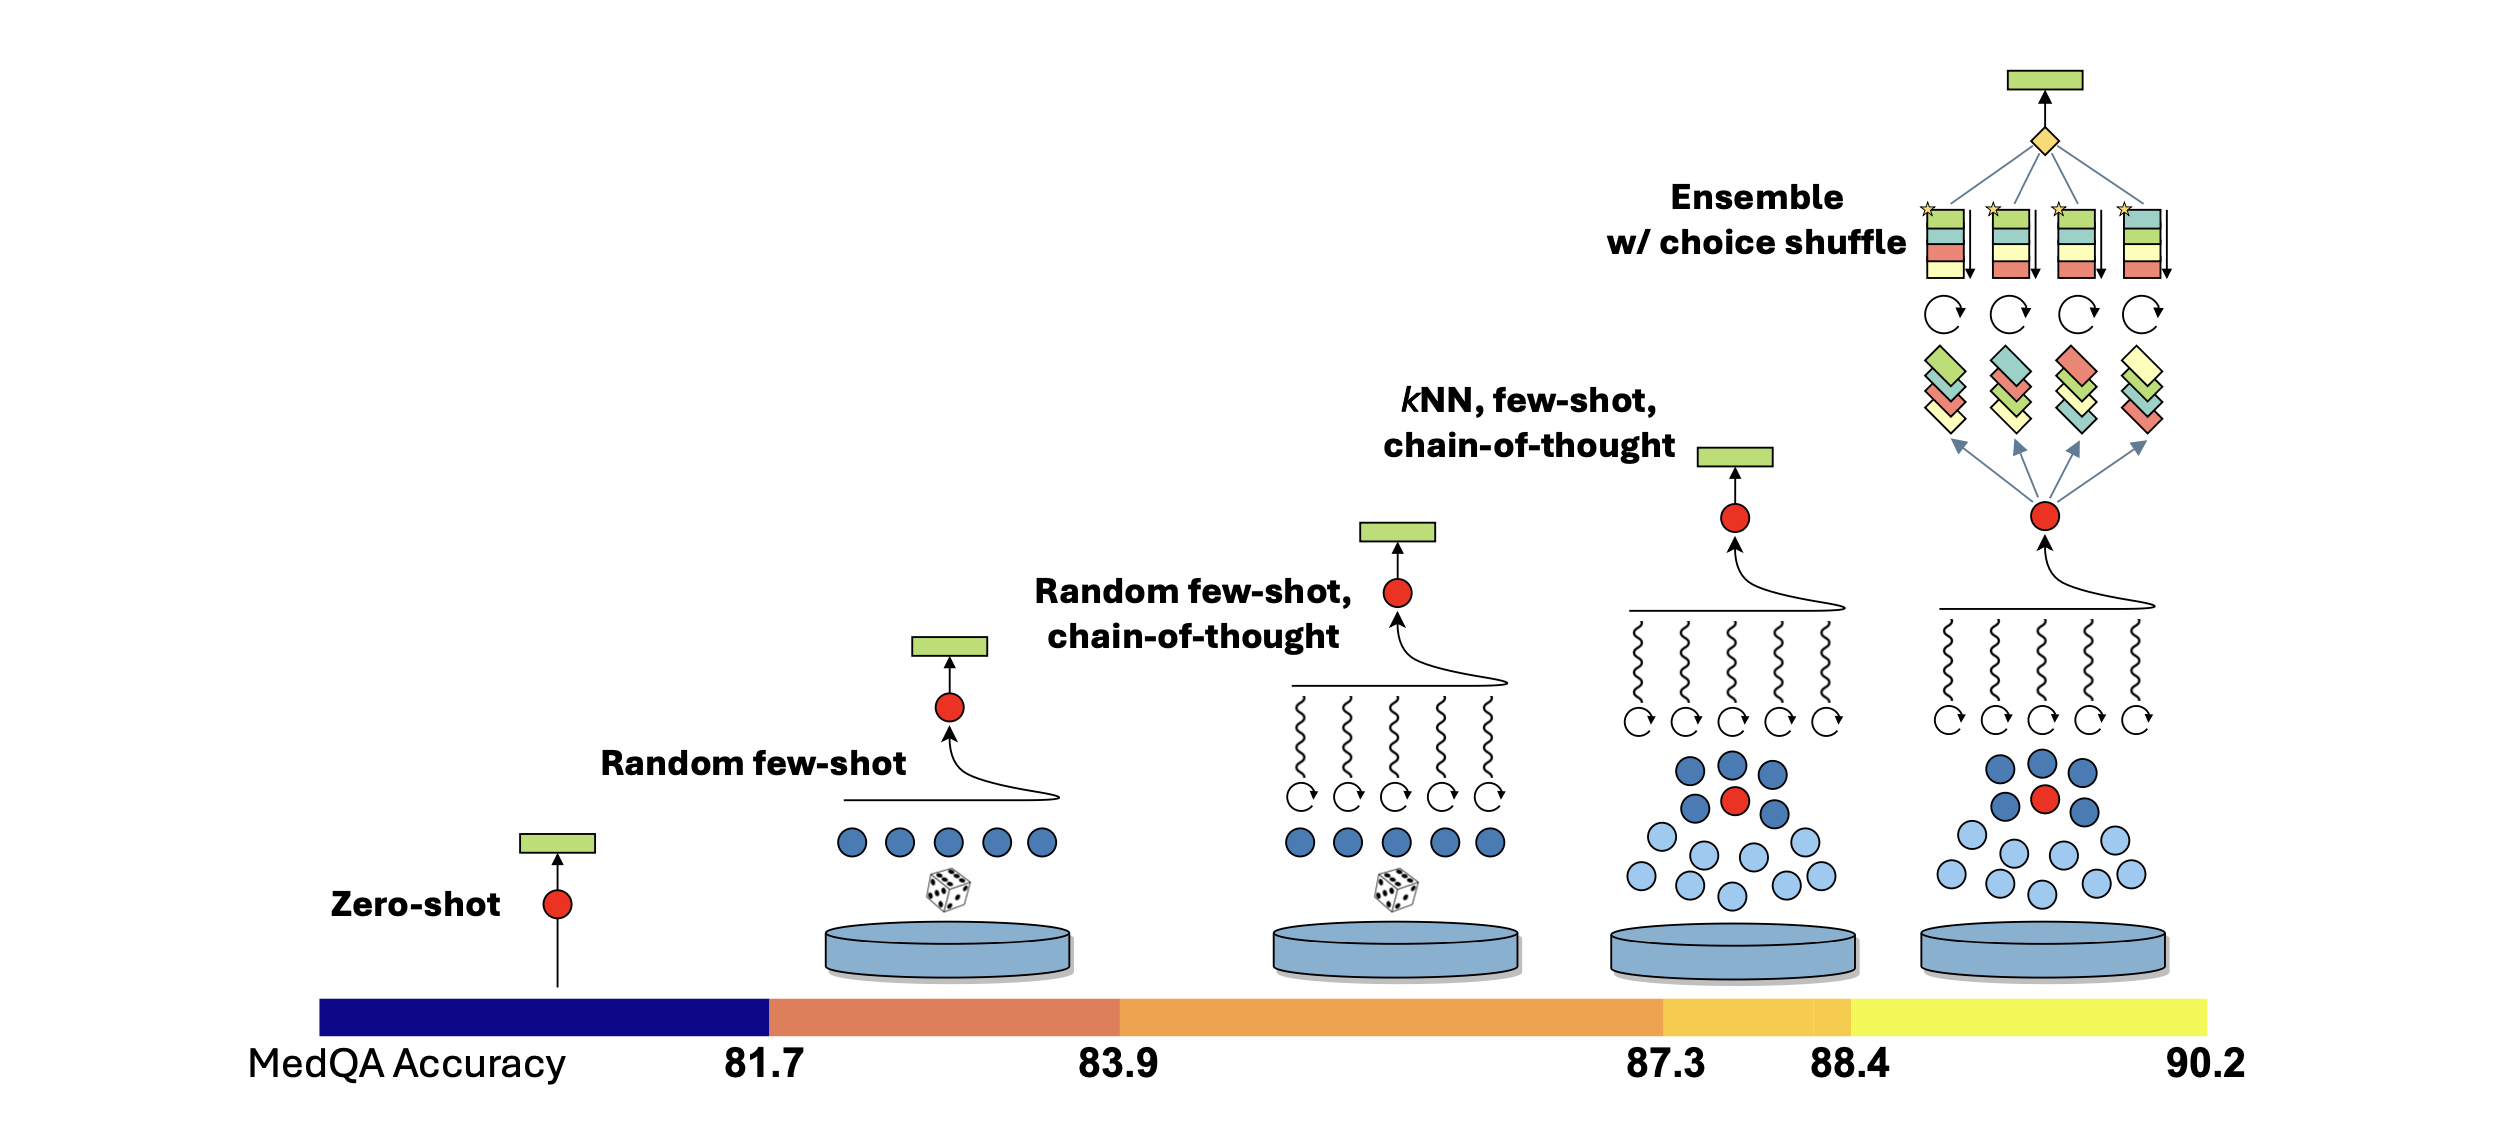 Ensemble
w/ choice shuffle
kNN, few-shot,
chain-of-thought
Random few-shot,
chain-of-thought
Random few-shot
Zero-shot
MedQA Accuracy
81.7
83.9
87.3
88.4
90.2